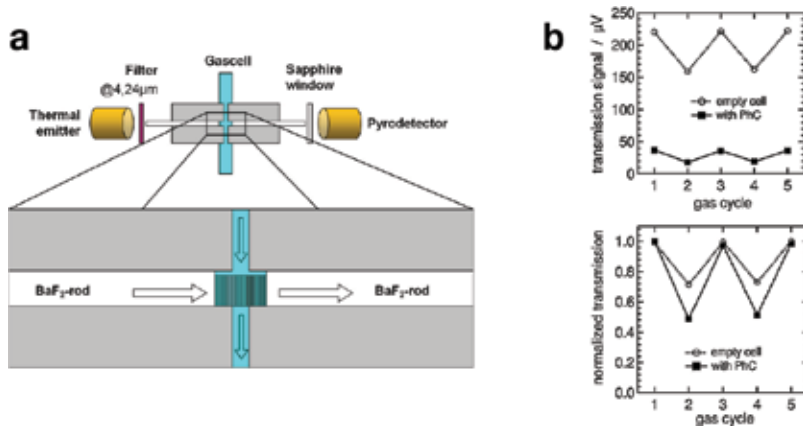 a
Gascell
Filter
@4,24µm
Sapphire
window
Thermal
emitter
Pyrodetector
BaF2-rod
BaF2-rod
b
transmission signal / µV
250
200
150
100
50
0
empty cell
with PhC
1 2 3 4 5
gas cycle
normalized transmission
1.0
0.8
0.6
0.4
0.2
0.0
empty cell
with PhC
1 2 3 4 5
gas cycle